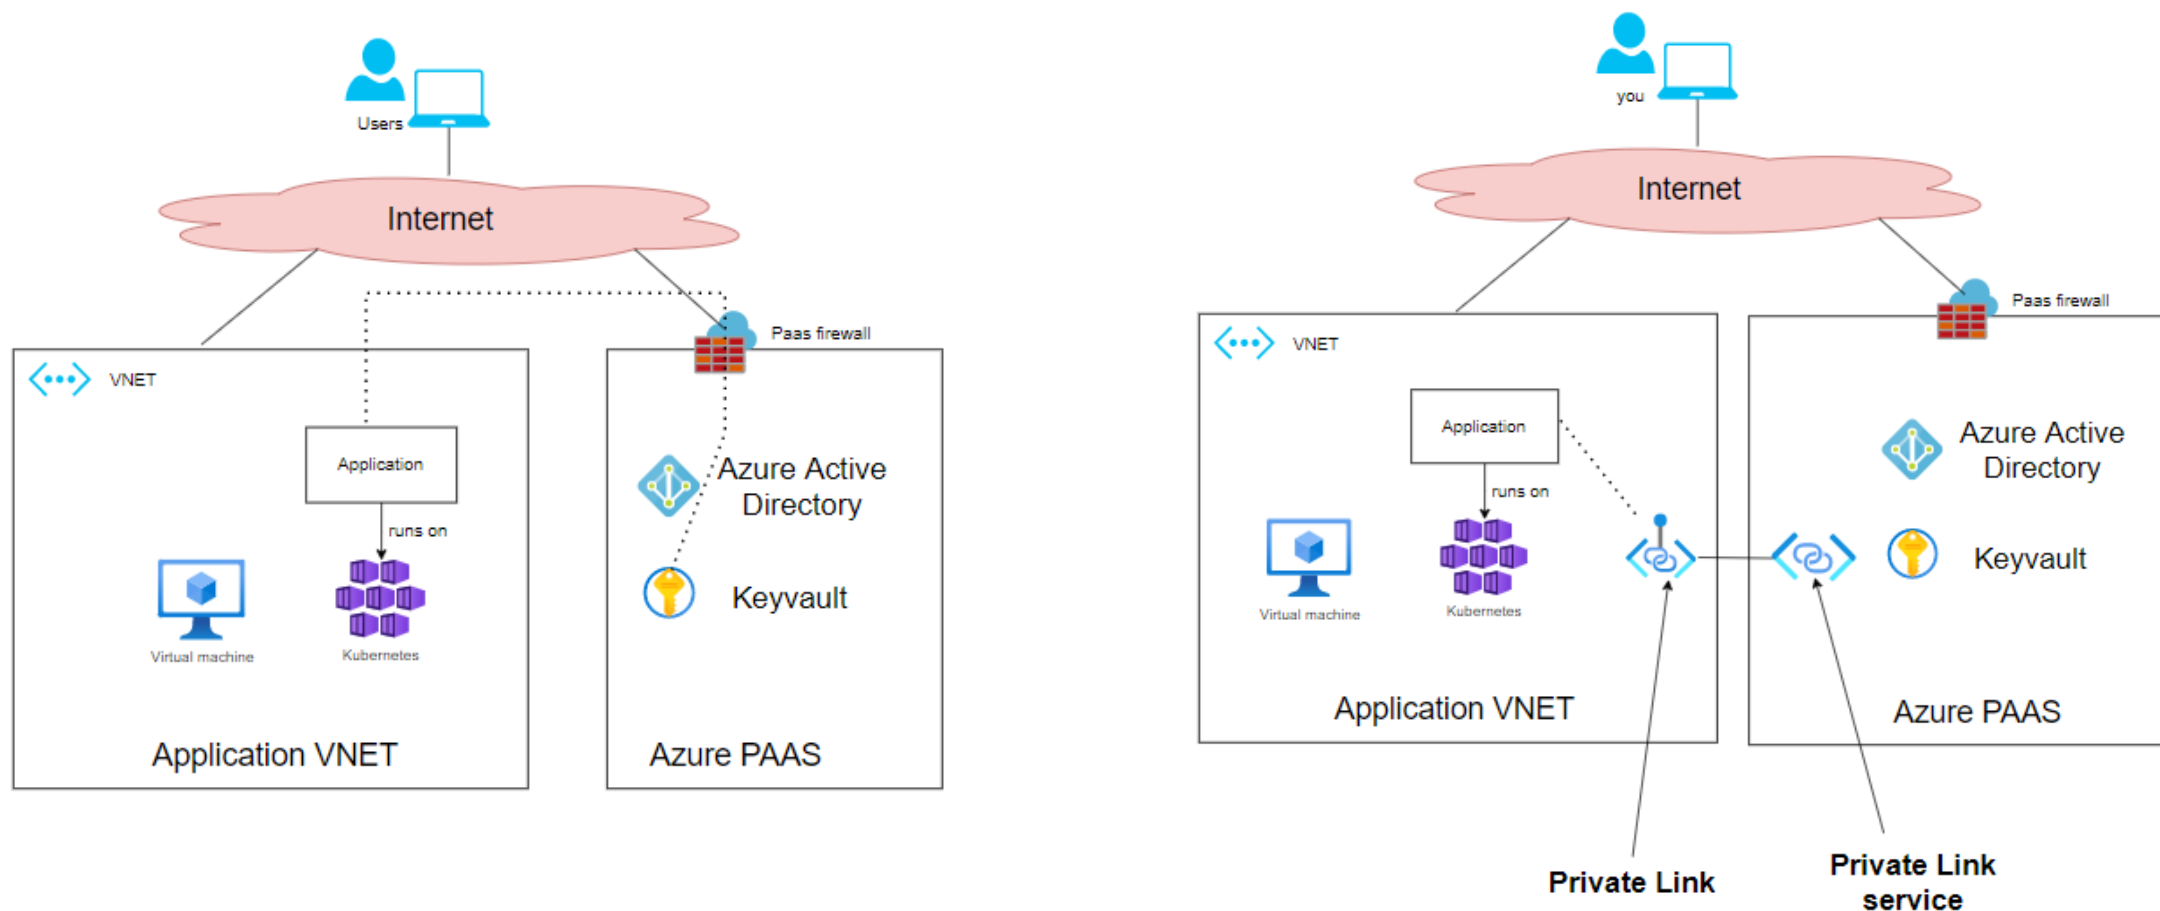 Users
Internet
Paas firewall
VNET
Application
runs on
Azure Active
Directory
Keyvault
Virtual machine
Kubernetes
Application VNET
Azure PAAS
you
Internet
Paas firewall
VNET
Application
runs on
Azure Active
Directory
Keyvault
Virtual machine
Kubernetes
Application VNET
Azure PAAS
Private Link
Private Link
service